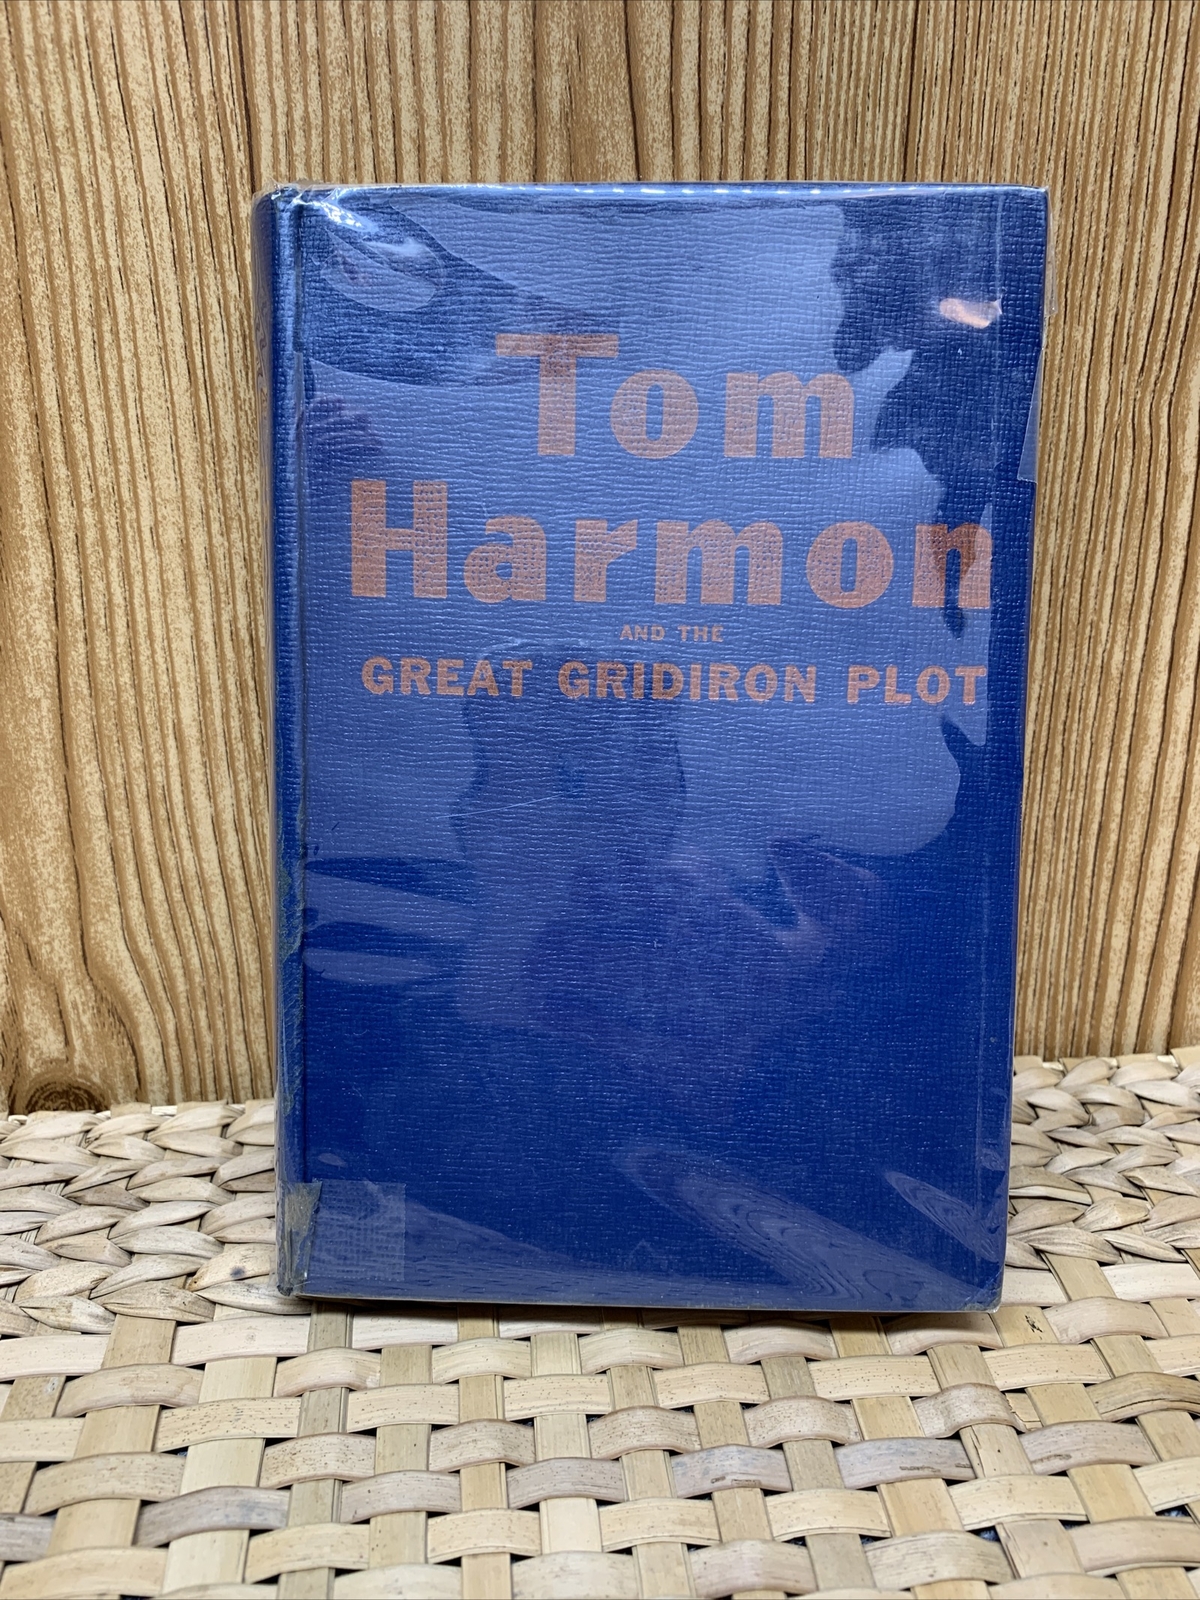 Tom
Harmon
AND THE
GREAT GRIDIRON PLOT